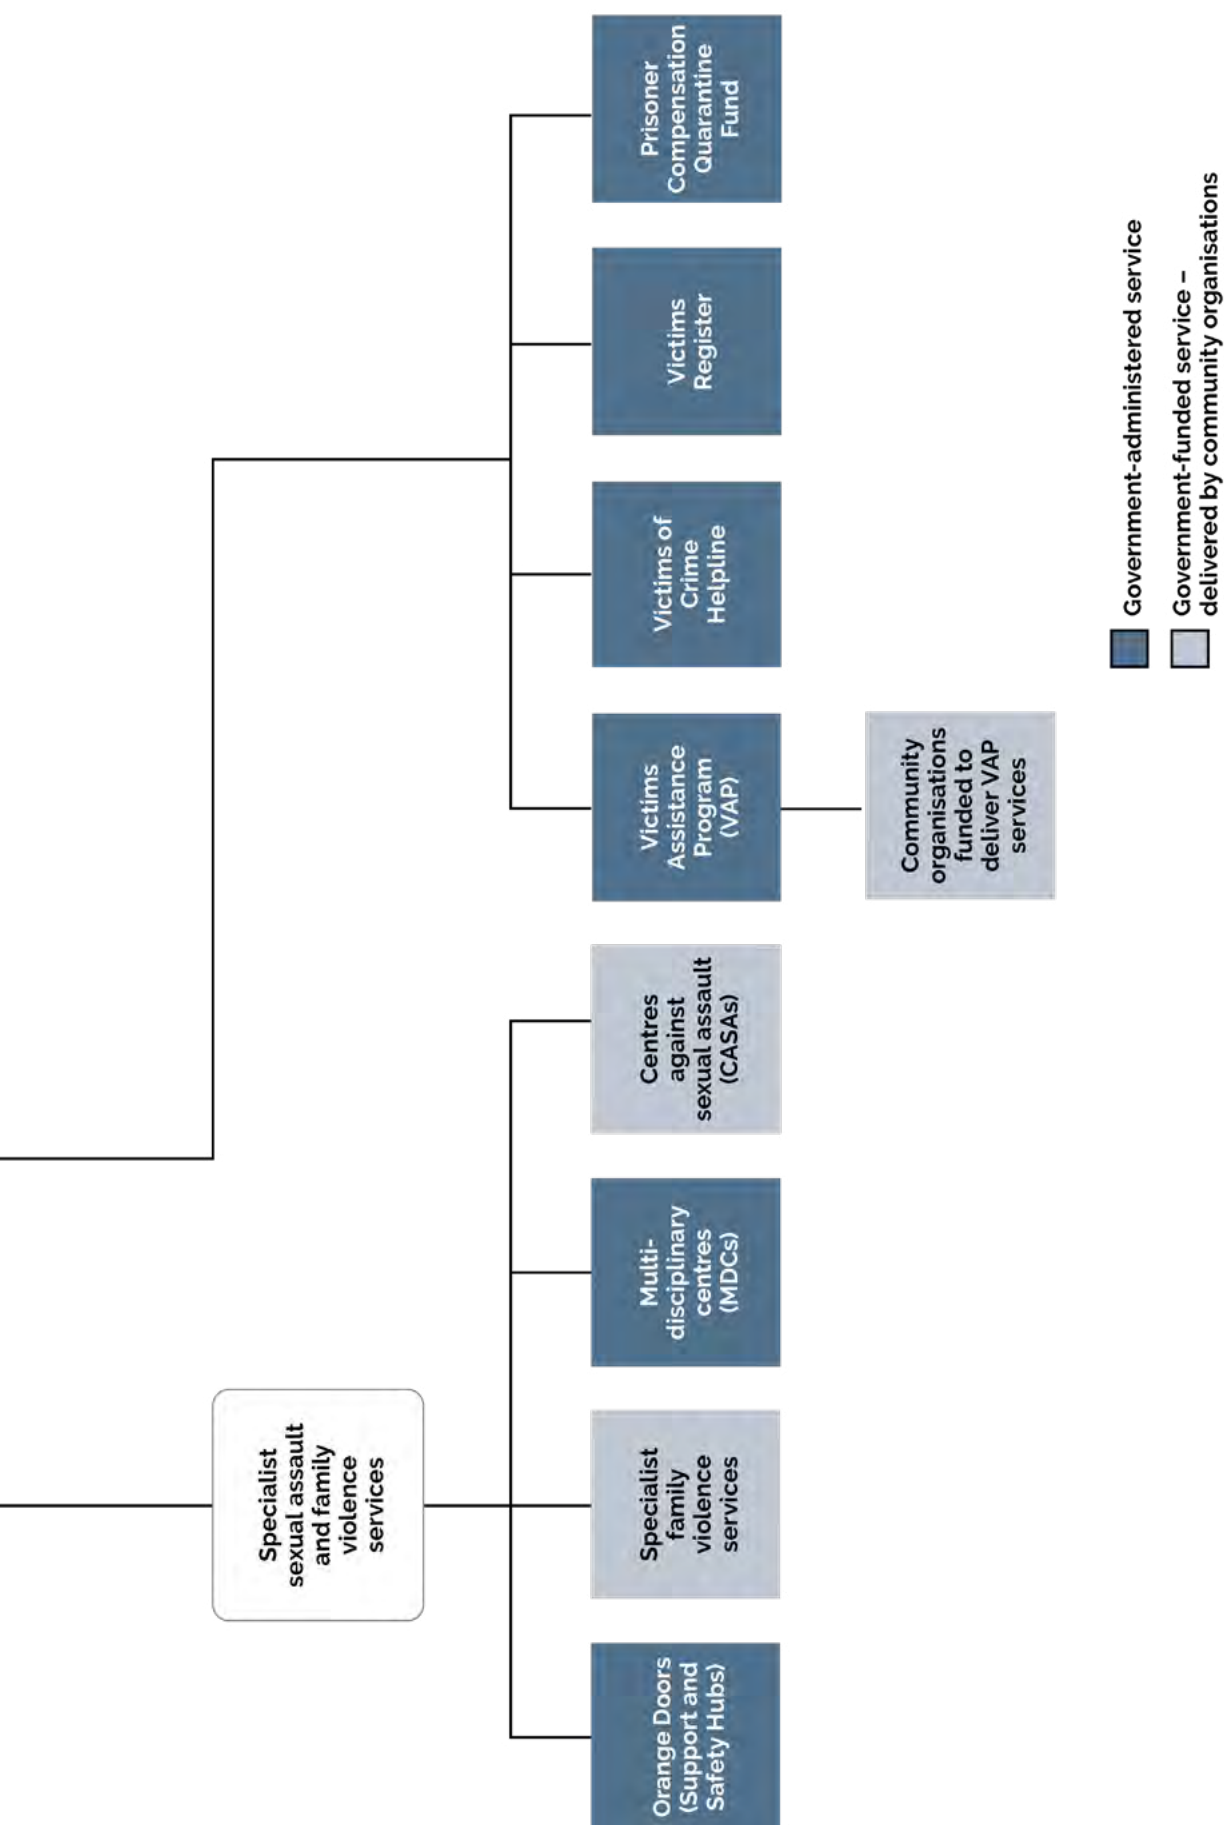 Specialist
sexual assault
and family
violence
services
Orange Doors
(Support and
Safety Hubs)
Specialist
family
violence
services
Multi-
disciplinary
centres
(MDCs)
Centres
against
sexual assault
(CASAs)
Victims
Assistance
Program
(VAP)
Victims of
Crime
Helpline
Victims
Register
Prisoner
Compensation
Quarantine
Fund
Community
organisations
funded to
deliver VAP
services
Government-administered service
Government-funded service –
delivered by community organisations